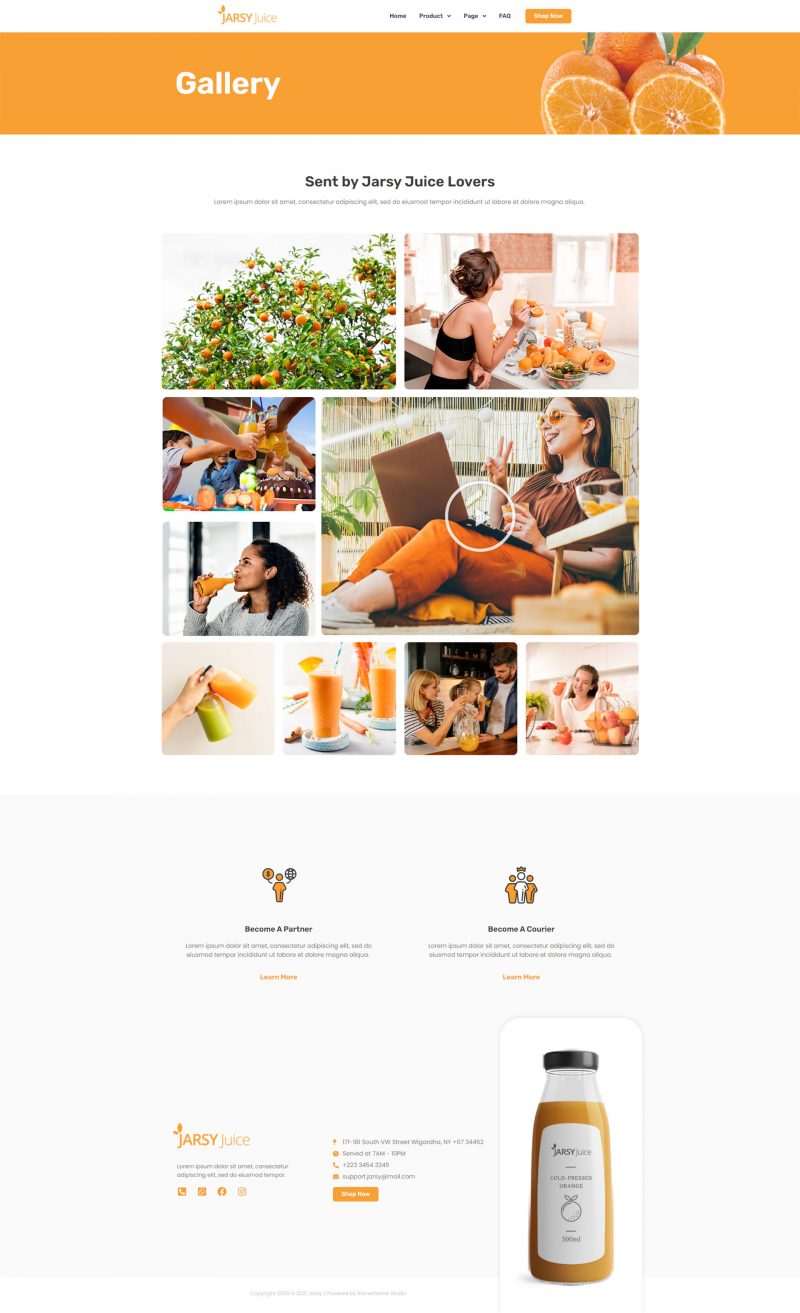 JARSY Juice
Home Product Page FAQ Shop Now
Gallery
Sent by Jarsy Juice Lovers
Lorem ipsum dolor sit amet, consectetur adipiscing elit, sed do eiusmod tempor incididunt ut labore et dolore magna aliqua.
Become A Partner
Lorem ipsum dolor sit amet, consectetur adipiscing elit, sed do
eiusmod tempor incididunt ut labore et dolore magna aliqua.
Learn More
Become A Courier
Lorem ipsum dolor sit amet, consectetur adipiscing elit, sed do
eiusmod tempor incididunt ut labore et dolore magna aliqua.
Learn More
JARSY Juice
Lorem ipsum dolor sit amet, consectetur
adipiscing elit, sed do eiusmod tempor.
171-181 South VW Street Wigardha, NY +07 34452
Served at 7AM - 10PM
+223 3454 3245
support.jarsy@mail.com
Shop Now
JARSY Juice
COLD-PRESSED
ORANGE
500ml
Copyright 2020 © 2021 Jarsy | Powered by Rometheme Studio